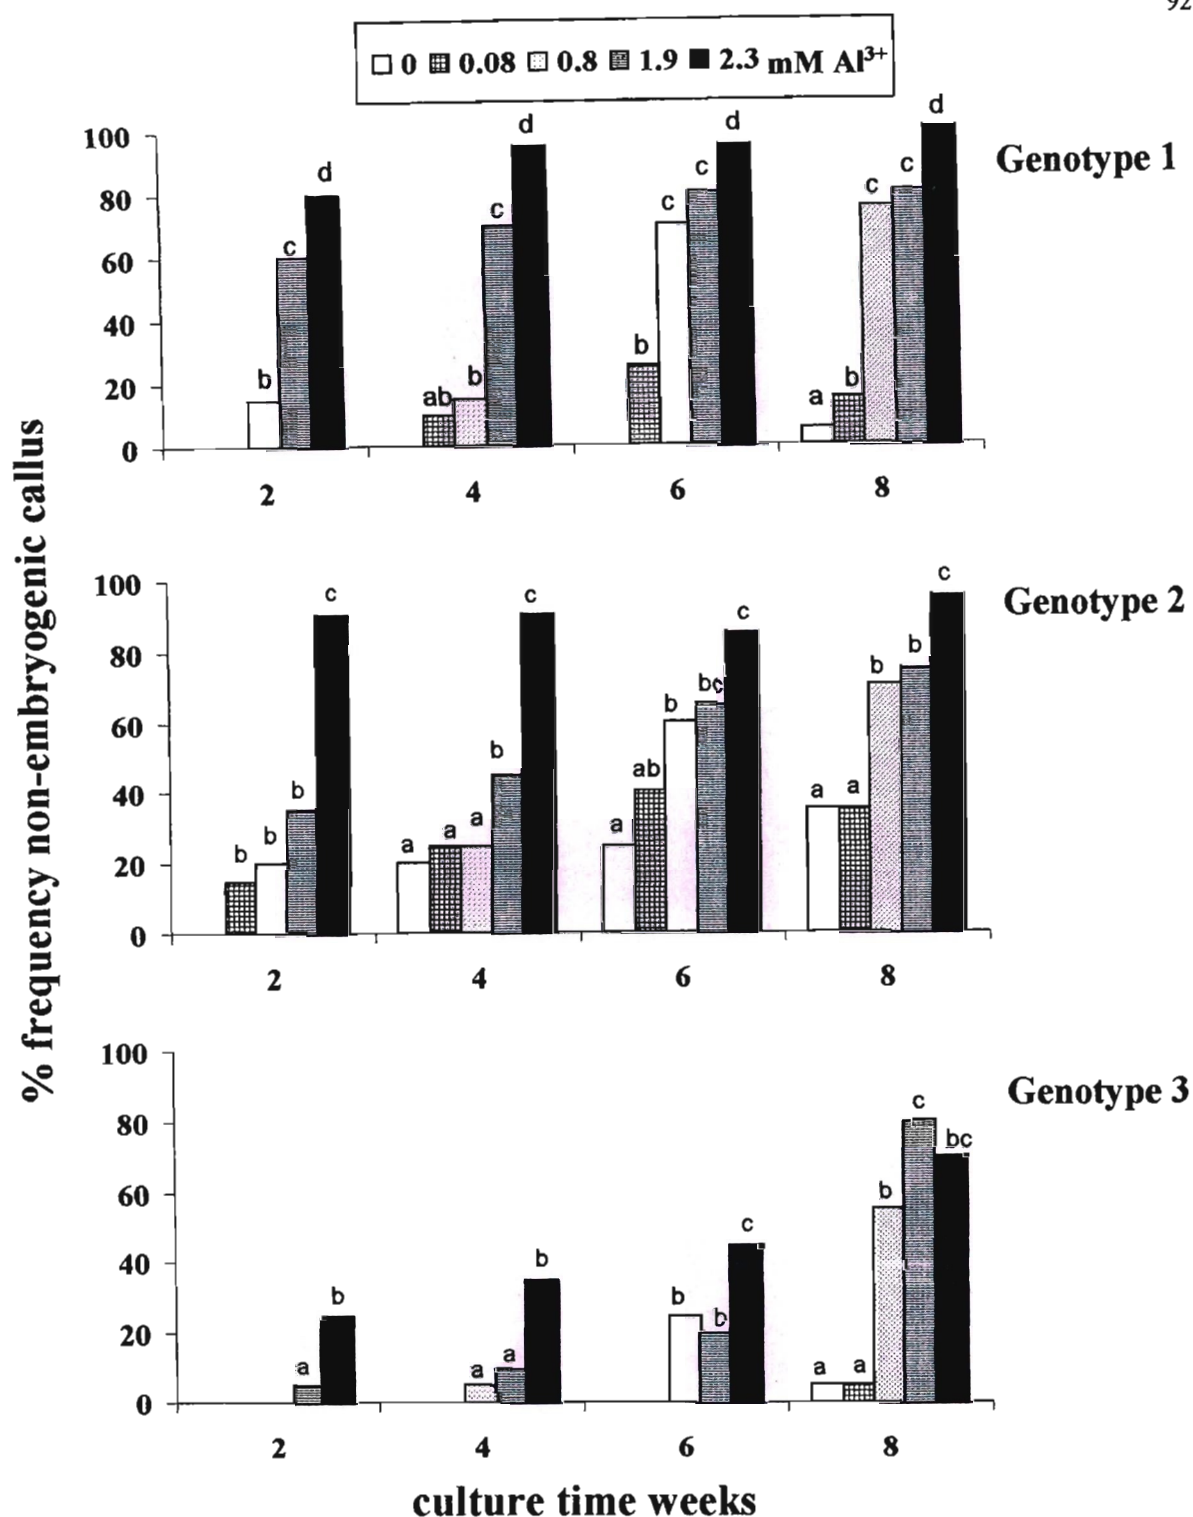 92
0 0.08 0.8 1.9 2.3 mM Al³⁺
Genotype 1
100
80
60
40
20
0
b c d
ab b c d
b c c d
a b c c d
2 4 6 8
% frequency non-embryogenic callus
Genotype 2
100
80
60
40
20
0
b b b c
a a a b c
a ab b bc c
a a b b c
2 4 6 8
Genotype 3
100
80
60
40
20
0
a b
a a b
b b c
a a b c bc
2 4 6 8
culture time weeks